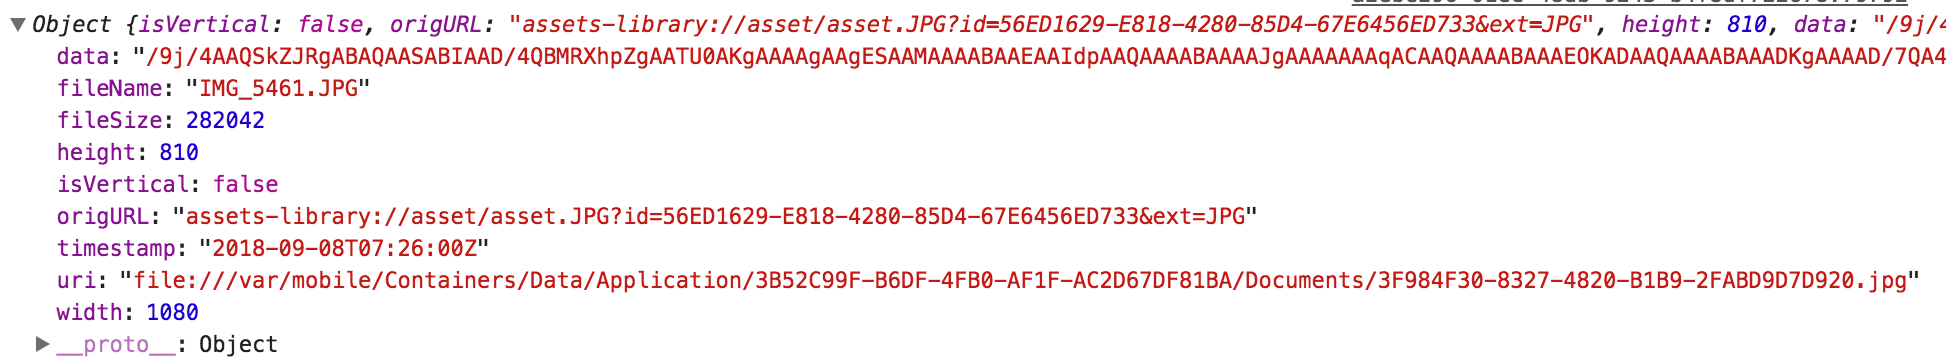 ▼ Object {isVertical: false, origURL: "assets-library://asset/asset.JPG?id=56ED1629-E818-4280-85D4-67E6456ED733&ext=JPG", height: 810, data: "/9j/4
data: "/9j/4AAQSkZJRgABAQAASABIAAD/4QBMRXhpZgAATU0AKgAAAAgAAgESAAMAAAABAAEAAIdpAAQAAAABAAAAJgAAAAAAAqACAAQAAAABAAAEOKADAAQAAAABAAADKgAAAAD/7QA4
fileName: "IMG_5461.JPG"
fileSize: 282042
height: 810
isVertical: false
origURL: "assets-library://asset/asset.JPG?id=56ED1629-E818-4280-85D4-67E6456ED733&ext=JPG"
timestamp: "2018-09-08T07:26:00Z"
uri: "file:///var/mobile/Containers/Data/Application/3B52C99F-B6DF-4FB0-AF1F-AC2D67DF81BA/Documents/3F984F30-8327-4820-B1B9-2FABD9D7D920.jpg"
width: 1080
▶ __proto__: Object